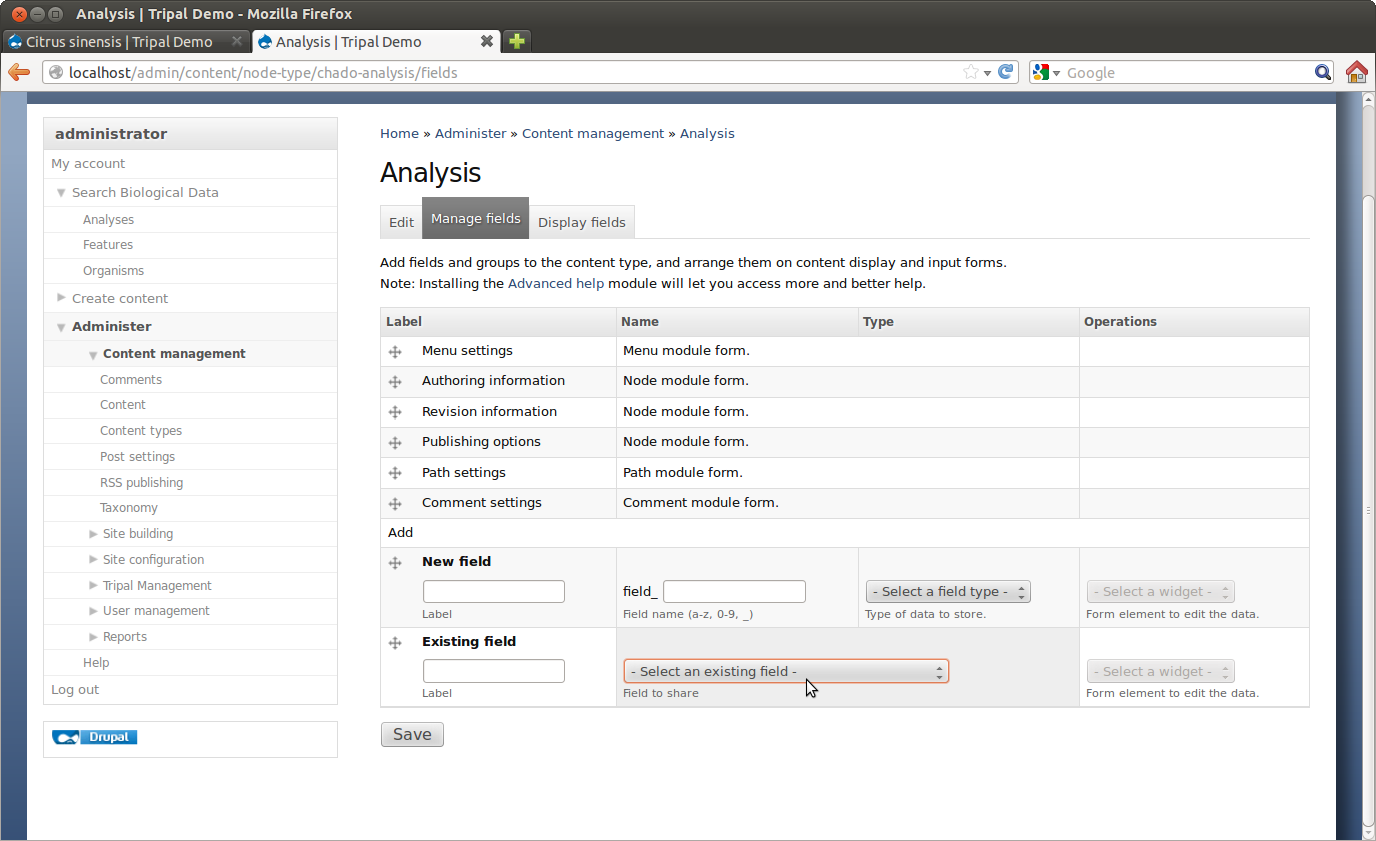 Analysis | Tripal Demo - Mozilla Firefox
Citrus sinensis | Tripal Demo
Analysis | Tripal Demo
localhost/admin/content/node-type/chado-analysis/fields
Google
administrator
My account
Search Biological Data
Analyses
Features
Organisms
Create content
Administer
Content management
Comments
Content
Content types
Post settings
RSS publishing
Taxonomy
Site building
Site configuration
Tripal Management
User management
Reports
Help
Log out
Drupal
Home » Administer » Content management » Analysis
Analysis
Edit Manage fields Display fields
Add fields and groups to the content type, and arrange them on content display and input forms.
Note: Installing the Advanced help module will let you access more and better help.
Label Name Type Operations
Menu settings Menu module form.
Authoring information Node module form.
Revision information Node module form.
Publishing options Node module form.
Path settings Path module form.
Comment settings Comment module form.
Add
New field
field_ - Select a field type - - Select a widget -
Label Field name (a-z, 0-9, _) Type of data to store. Form element to edit the data.
Existing field
- Select an existing field - - Select a widget -
Label Field to share Form element to edit the data.
Save